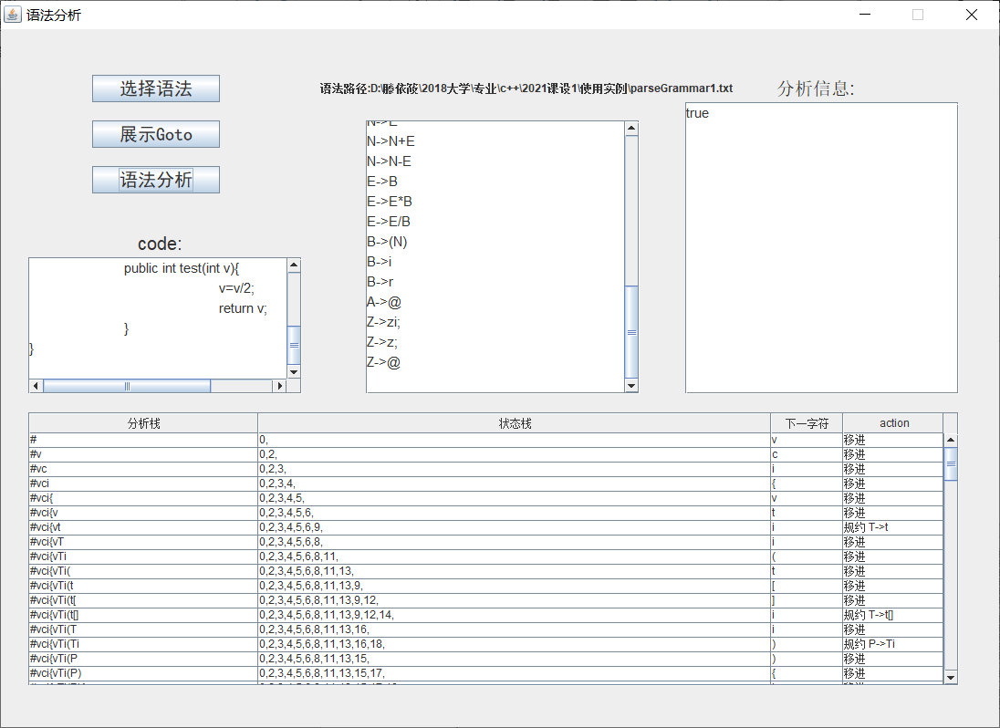 语法分析
选择语法
展示Goto
语法分析
语法路径:D:\滕依筱\2018大学\专业\c++\2021课设1\使用实例\parseGrammar1.txt
分析信息:
true
N->E
N->N+E
N->N-E
E->B
E->E*B
E->E/B
B->(N)
B->i
B->r
A->@
Z->zi;
Z->z;
Z->@
code:
public int test(int v){
v=v/2;
return v;
}
}
分析栈 状态栈 下一字符 action
# 0, v 移进
#v 0,2, c 移进
#vc 0,2,3, i 移进
#vci 0,2,3,4, { 移进
#vci{ 0,2,3,4,5, v 移进
#vci{v 0,2,3,4,5,6, t 移进
#vci{vt 0,2,3,4,5,6,9, i 规约 T->t
#vci{vT 0,2,3,4,5,6,8, i 移进
#vci{vTi 0,2,3,4,5,6,8,11, ( 移进
#vci{vTi( 0,2,3,4,5,6,8,11,13, t 移进
#vci{vTi(t 0,2,3,4,5,6,8,11,13,9, [ 移进
#vci{vTi(t[ 0,2,3,4,5,6,8,11,13,9,12, ] 移进
#vci{vTi(t[] 0,2,3,4,5,6,8,11,13,9,12,14, i 规约 T->t[]
#vci{vTi(T 0,2,3,4,5,6,8,11,13,16, i 移进
#vci{vTi(Ti 0,2,3,4,5,6,8,11,13,16,18, ) 规约 P->Ti
#vci{vTi(P 0,2,3,4,5,6,8,11,13,15, ) 移进
#vci{vTi(P) 0,2,3,4,5,6,8,11,13,15,17, { 移进